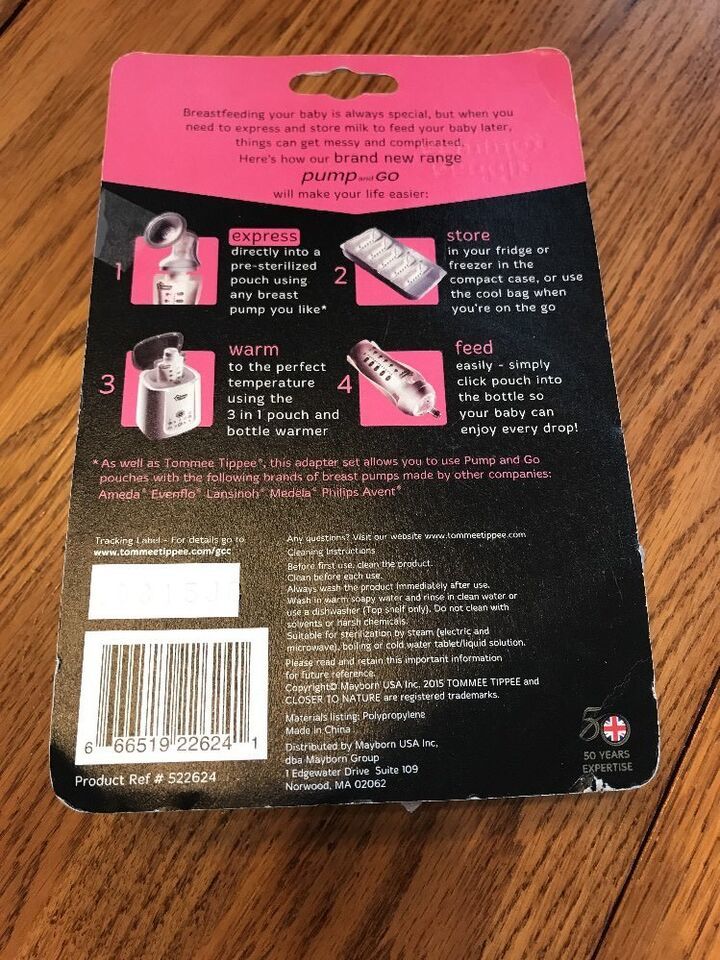 Breastfeeding your baby is always special, but when you
need to express and store milk to feed your baby later,
things can get messy and complicated.
Here's how our brand new range
pump and GO
will make your life easier:
1
express
directly into a
pre-sterilized
pouch using
any breast
pump you like*
2
store
in your fridge or
freezer in the
compact case, or use
the cool bag when
you're on the go
3
warm
to the perfect
temperature
using the
3 in 1 pouch and
bottle warmer
4
feed
easily - simply
click pouch into
the bottle so
your baby can
enjoy every drop!
* As well as Tommee Tippee®, this adapter set allows you to use Pump and Go
pouches with the following brands of breast pumps made by other companies:
Ameda® Evenflo® Lansinoh® Medela® Philips Avent®
Tracking Label - For details go to
www.tommeetippee.com/gcc
Any questions? Visit our website www.tommeetippee.com
Cleaning Instructions
Before first use, clean the product.
Clean before each use.
Always wash the product immediately after use.
Wash in warm soapy water and rinse in clean water or
use a dishwasher (Top shelf only). Do not clean with
solvents or harsh chemicals.
Suitable for sterilization by steam (electric and
microwave), boiling or cold water tablet/liquid solution.
Please read and retain this important information
for future reference.
Copyright© Mayborn USA Inc. 2015 TOMMEE TIPPEE and
CLOSER TO NATURE are registered trademarks.
Materials listing: Polypropylene
Made in China
Distributed by Mayborn USA Inc,
dba Mayborn Group
1 Edgewater Drive Suite 109
Norwood, MA 02062
6 66519 22624 1
Product Ref # 522624
50
50 YEARS
EXPERTISE